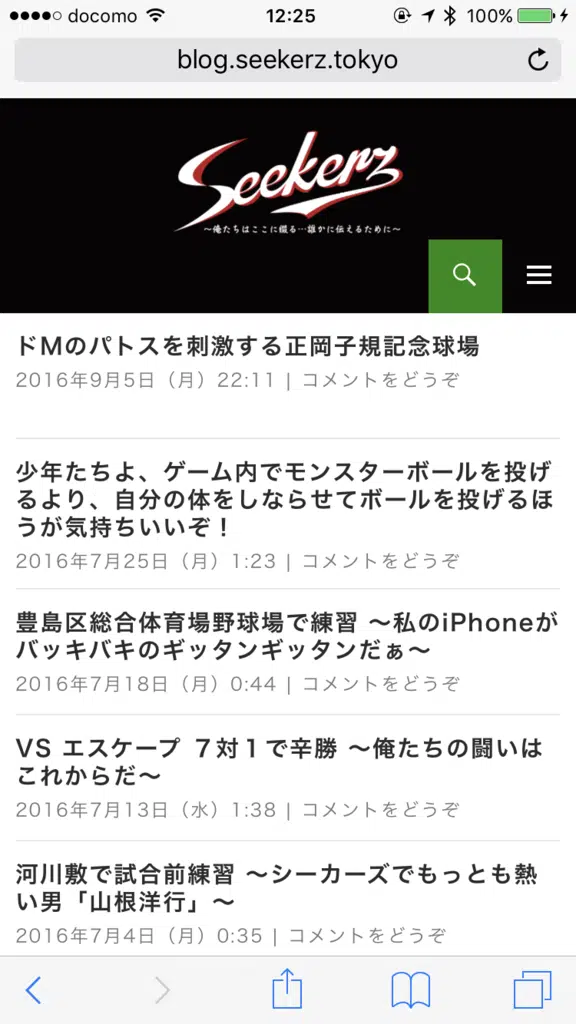 docomo 12:25 100%
blog.seekerz.tokyo
Seekerz
〜俺たちはここに綴る…誰かに伝えるために〜
ドMのパトスを刺激する正岡子規記念球場
2016年9月5日（月）22:11 | コメントをどうぞ
少年たちよ、ゲーム内でモンスターボールを投げ
るより、自分の体をしならせてボールを投げるほ
うが気持ちいいぞ！
2016年7月25日（月）1:23 | コメントをどうぞ
豊島区総合体育場野球場で練習 〜私のiPhoneが
バッキバキのギッタンギッタンだぁ〜
2016年7月18日（月）0:44 | コメントをどうぞ
VS エスケープ ７対１で辛勝 〜俺たちの闘いは
これからだ〜
2016年7月13日（水）1:38 | コメントをどうぞ
河川敷で試合前練習 〜シーカーズでもっとも熱
い男「山根洋行」〜
2016年7月4日（月）0:35 | コメントをどうぞ